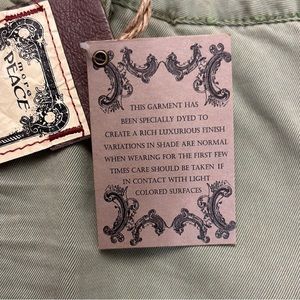 more
PEACE
THIS GARMENT HAS
BEEN SPECIALLY DYED TO
CREATE A RICH LUXURIOUS FINISH
VARIATIONS IN SHADE ARE NORMAL
WHEN WEARING FOR THE FIRST FEW
TIMES CARE SHOULD BE TAKEN IF
IN CONTACT WITH LIGHT
COLORED SURFACES